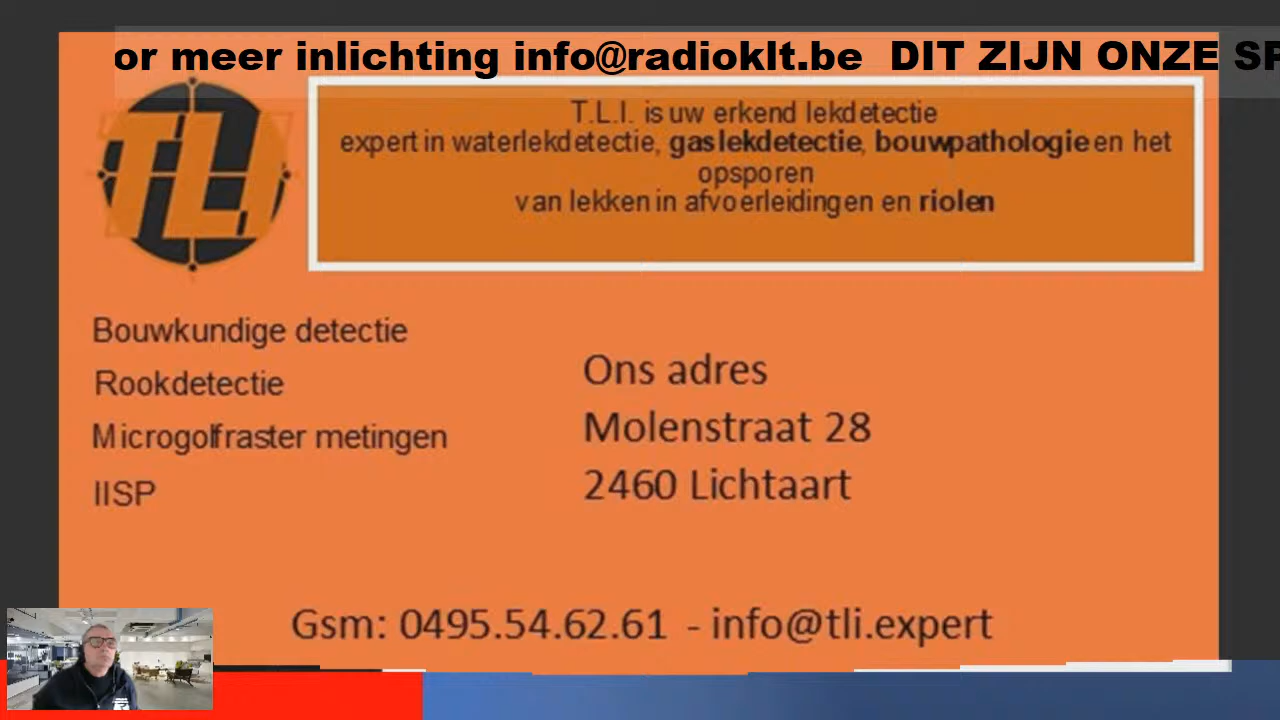 or meer inlichting info@radioklt.be DIT ZIJN ONZE SP
TLI
T.L.I. is uw erkend lekdetectie
expert in waterlekdetectie, gaslekdetectie, bouwpathologie en het
opsporen
van lekken in afvoerleidingen en riolen
Bouwkundige detectie
Rookdetectie
Microgolfraster metingen
IISP
Ons adres
Molenstraat 28
2460 Lichtaart
Gsm: 0495.54.62.61 - info@tli.expert